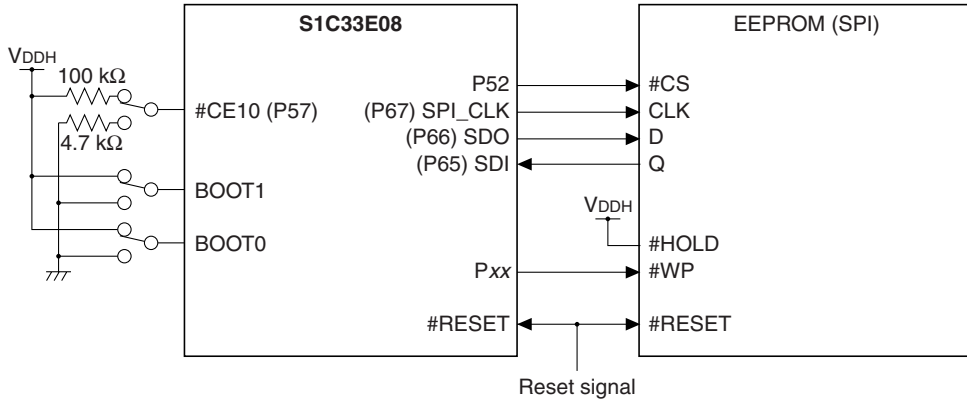 S1C33E08
EEPROM (SPI)
VDDH
100 kΩ
4.7 kΩ
#CE10 (P57)
BOOT1
BOOT0
P52
(P67) SPI_CLK
(P66) SDO
(P65) SDI
Pxx
#RESET
#CS
CLK
D
Q
VDDH
#HOLD
#WP
#RESET
Reset signal